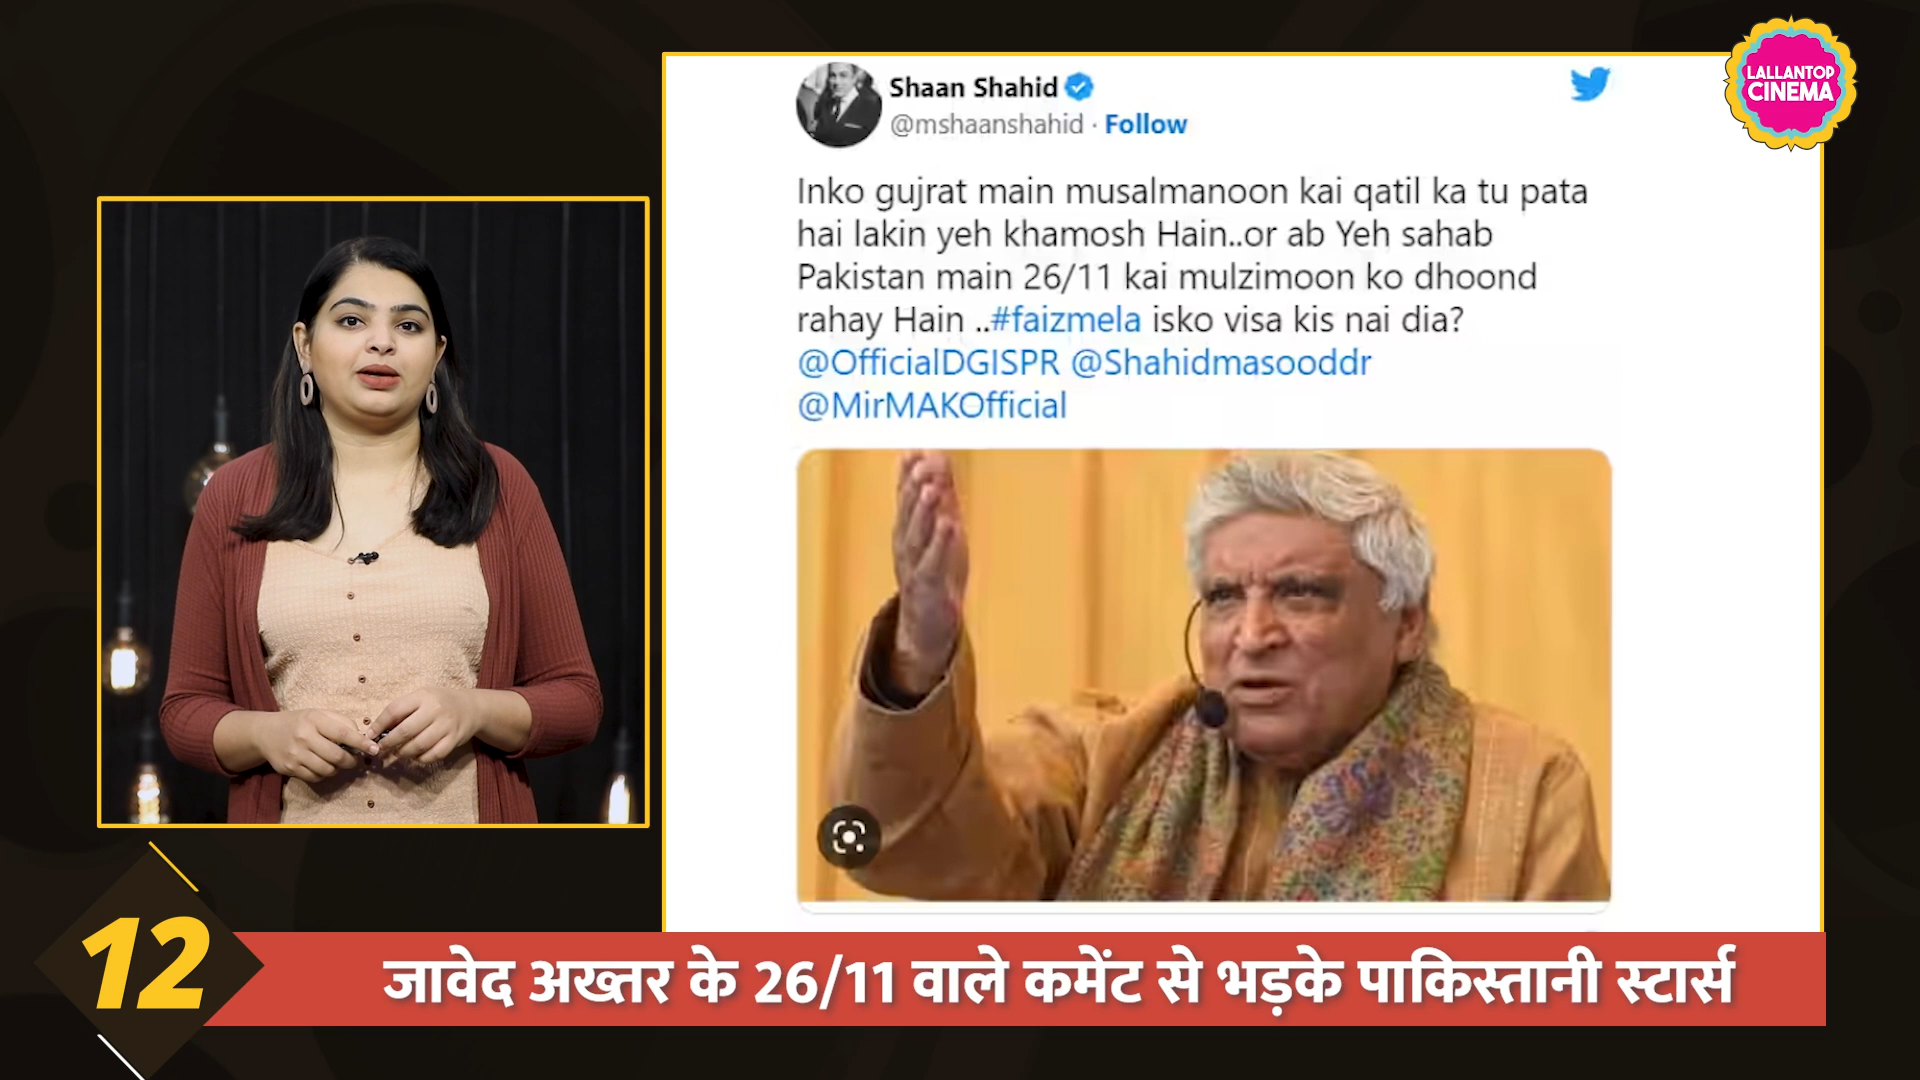 LALLANTOP
CINEMA
Shaan Shahid
@mshaanshahid · Follow
Inko gujrat main musalmanoon kai qatil ka tu pata
hai lakin yeh khamosh Hain..or ab Yeh sahab
Pakistan main 26/11 kai mulzimoon ko dhoond
rahay Hain ..#faizmela isko visa kis nai dia?
@OfficialDGISPR @Shahidmasooddr
@MirMAKOfficial
12
जावेद अख्तर के 26/11 वाले कमेंट से भड़के पाकिस्तानी स्टार्स